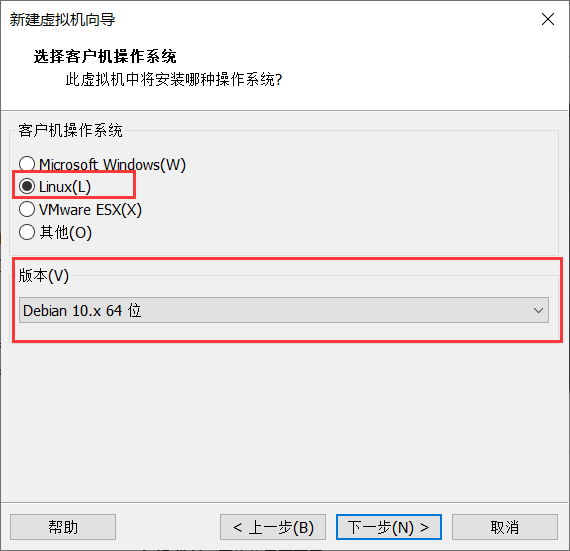 新建虚拟机向导
选择客户机操作系统
此虚拟机中将安装哪种操作系统?
客户机操作系统
Microsoft Windows(W)
Linux(L)
VMware ESX(X)
其他(O)
版本(V)
Debian 10.x 64 位
帮助
< 上一步(B)
下一步(N) >
取消